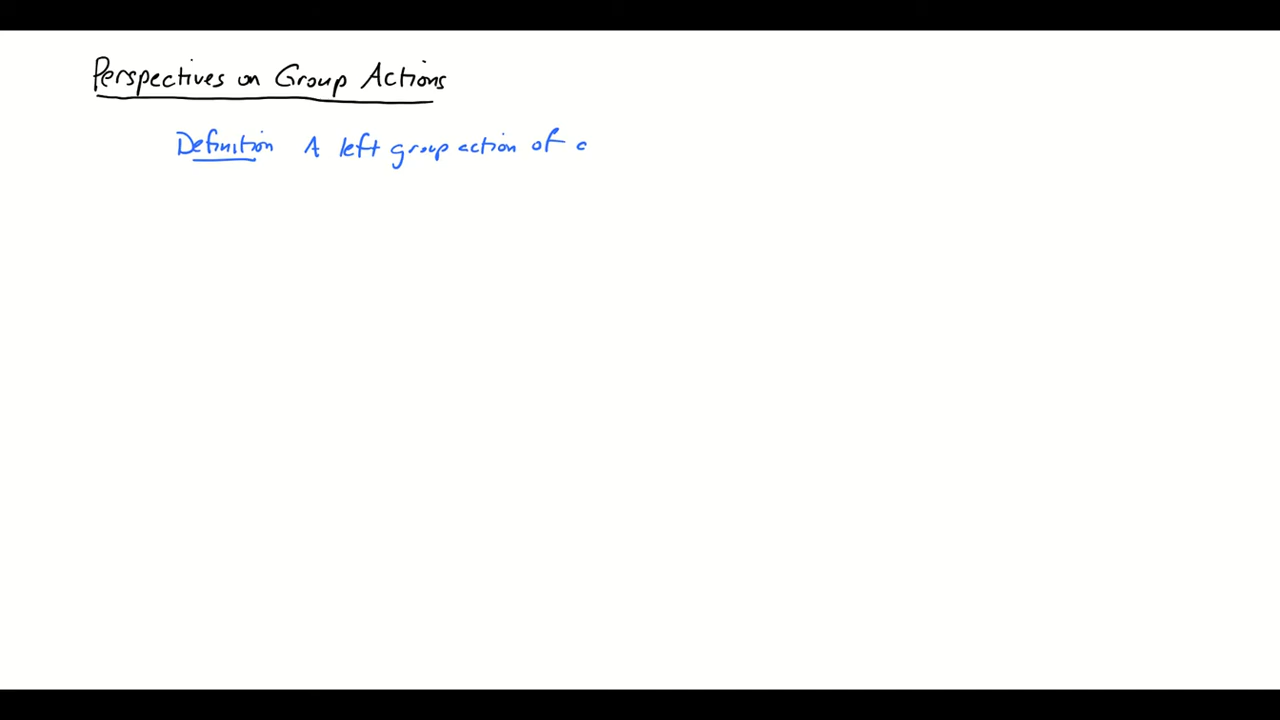 Perspectives on Group Actions
Definition A left group action of a